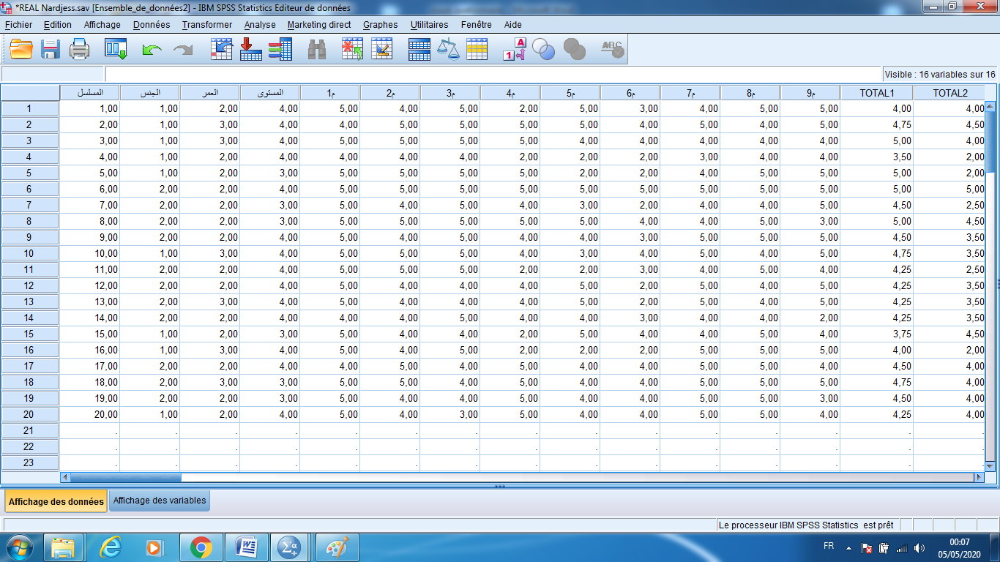 *REAL Nardjess.sav [Ensemble_de_données2] - IBM SPSS Statistics Editeur de données
Fichier Edition Affichage Données Transformer Analyse Marketing direct Graphes Utilitaires Fenêtre Aide
Visible : 16 variables sur 16
المسلسل الجنس العمر المستوى م1 م2 م3 م4 م5 م6 م7 م8 م9 TOTAL1 TOTAL2
1 1,00 1,00 2,00 4,00 5,00 4,00 5,00 2,00 5,00 3,00 4,00 5,00 5,00 4,00 4,00
2 2,00 1,00 3,00 4,00 4,00 5,00 5,00 5,00 5,00 4,00 5,00 5,00 5,00 4,75 4,50
3 3,00 1,00 3,00 4,00 5,00 5,00 5,00 5,00 4,00 4,00 4,00 4,00 5,00 5,00 4,00
4 4,00 1,00 2,00 4,00 4,00 4,00 4,00 2,00 2,00 2,00 3,00 4,00 4,00 3,50 2,00
5 5,00 1,00 2,00 3,00 5,00 5,00 5,00 5,00 2,00 2,00 4,00 5,00 5,00 5,00 2,00
6 6,00 2,00 2,00 4,00 5,00 5,00 5,00 5,00 5,00 5,00 5,00 5,00 5,00 5,00 5,00
7 7,00 2,00 2,00 3,00 5,00 4,00 5,00 4,00 3,00 2,00 4,00 4,00 5,00 4,50 2,50
8 8,00 2,00 2,00 3,00 5,00 5,00 5,00 5,00 5,00 4,00 4,00 5,00 3,00 5,00 4,50
9 9,00 2,00 2,00 4,00 5,00 4,00 5,00 4,00 4,00 3,00 5,00 5,00 5,00 4,50 3,50
10 10,00 1,00 3,00 4,00 5,00 5,00 5,00 4,00 3,00 4,00 5,00 4,00 5,00 4,75 3,50
11 11,00 2,00 2,00 4,00 5,00 5,00 5,00 2,00 2,00 3,00 4,00 5,00 4,00 4,25 2,50
12 12,00 2,00 2,00 4,00 5,00 4,00 4,00 4,00 5,00 2,00 5,00 4,00 5,00 4,25 3,50
13 13,00 2,00 3,00 4,00 5,00 4,00 4,00 4,00 5,00 2,00 5,00 4,00 5,00 4,25 3,50
14 14,00 2,00 2,00 4,00 4,00 4,00 5,00 4,00 4,00 3,00 4,00 4,00 2,00 4,25 3,50
15 15,00 1,00 2,00 3,00 5,00 4,00 4,00 2,00 5,00 4,00 4,00 5,00 4,00 3,75 4,50
16 16,00 1,00 3,00 4,00 5,00 4,00 5,00 2,00 2,00 2,00 5,00 5,00 5,00 4,00 2,00
17 17,00 2,00 2,00 4,00 4,00 5,00 4,00 5,00 4,00 4,00 5,00 5,00 4,00 4,50 4,00
18 18,00 2,00 3,00 3,00 5,00 5,00 4,00 5,00 4,00 4,00 5,00 5,00 5,00 4,75 4,00
19 19,00 2,00 2,00 3,00 5,00 4,00 4,00 5,00 4,00 4,00 5,00 5,00 3,00 4,50 4,00
20 20,00 1,00 2,00 4,00 5,00 4,00 3,00 5,00 4,00 4,00 5,00 5,00 4,00 4,25 4,00
21 . . . . . . . . . . . . . . .
22 . . . . . . . . . . . . . . .
23 . . . . . . . . . . . . . . .
Affichage des données Affichage des variables
Le processeur IBM SPSS Statistics est prêt
FR 00:07
05/05/2020